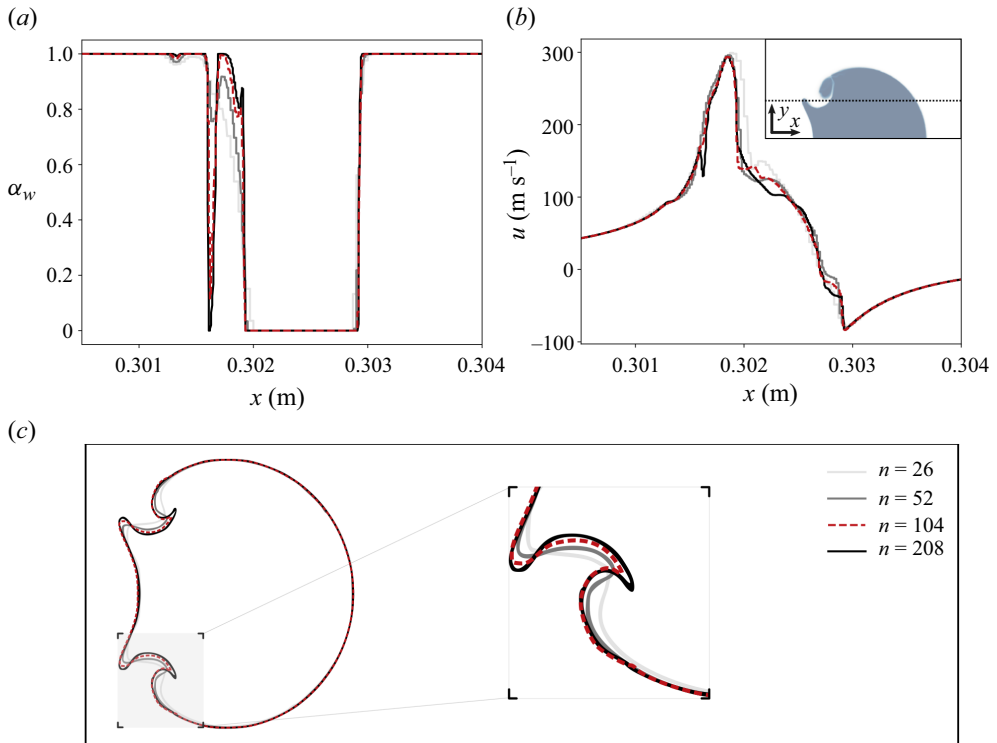 (a)
1.0
0.8
0.6
0.4
0.2
0
α_w
0.301
0.302
0.303
0.304
x (m)
(b)
300
200
100
0
−100
u (m s⁻¹)
y
x
0.301
0.302
0.303
0.304
x (m)
(c)
n = 26
n = 52
n = 104
n = 208